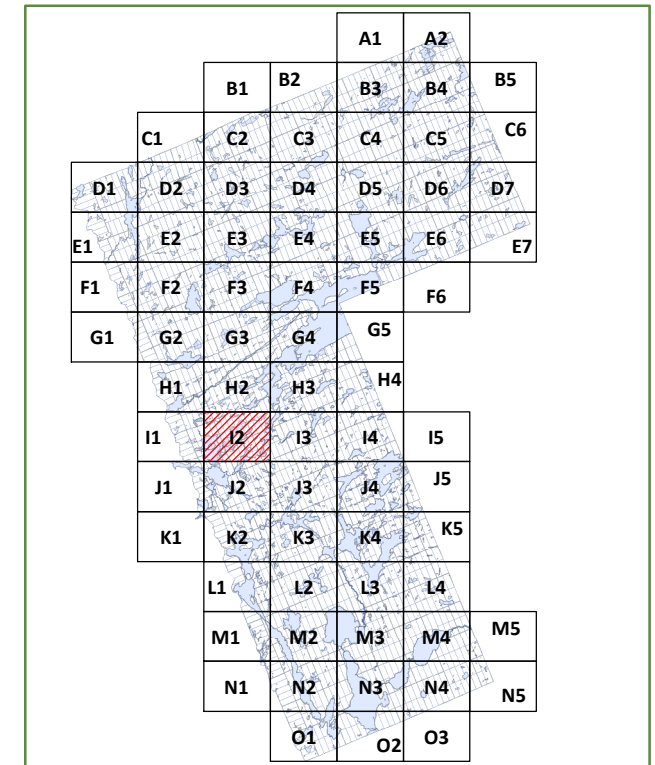 A1 A2
B1 B2 B3 B4 B5
C1 C2 C3 C4 C5 C6
D1 D2 D3 D4 D5 D6 D7
E1 E2 E3 E4 E5 E6 E7
F1 F2 F3 F4 F5 F6
G1 G2 G3 G4 G5
H1 H2 H3 H4
I1 I2 I3 I4 I5
J1 J2 J3 J4 J5
K1 K2 K3 K4 K5
L1 L2 L3 L4
M1 M2 M3 M4 M5
N1 N2 N3 N4 N5
O1 O2 O3